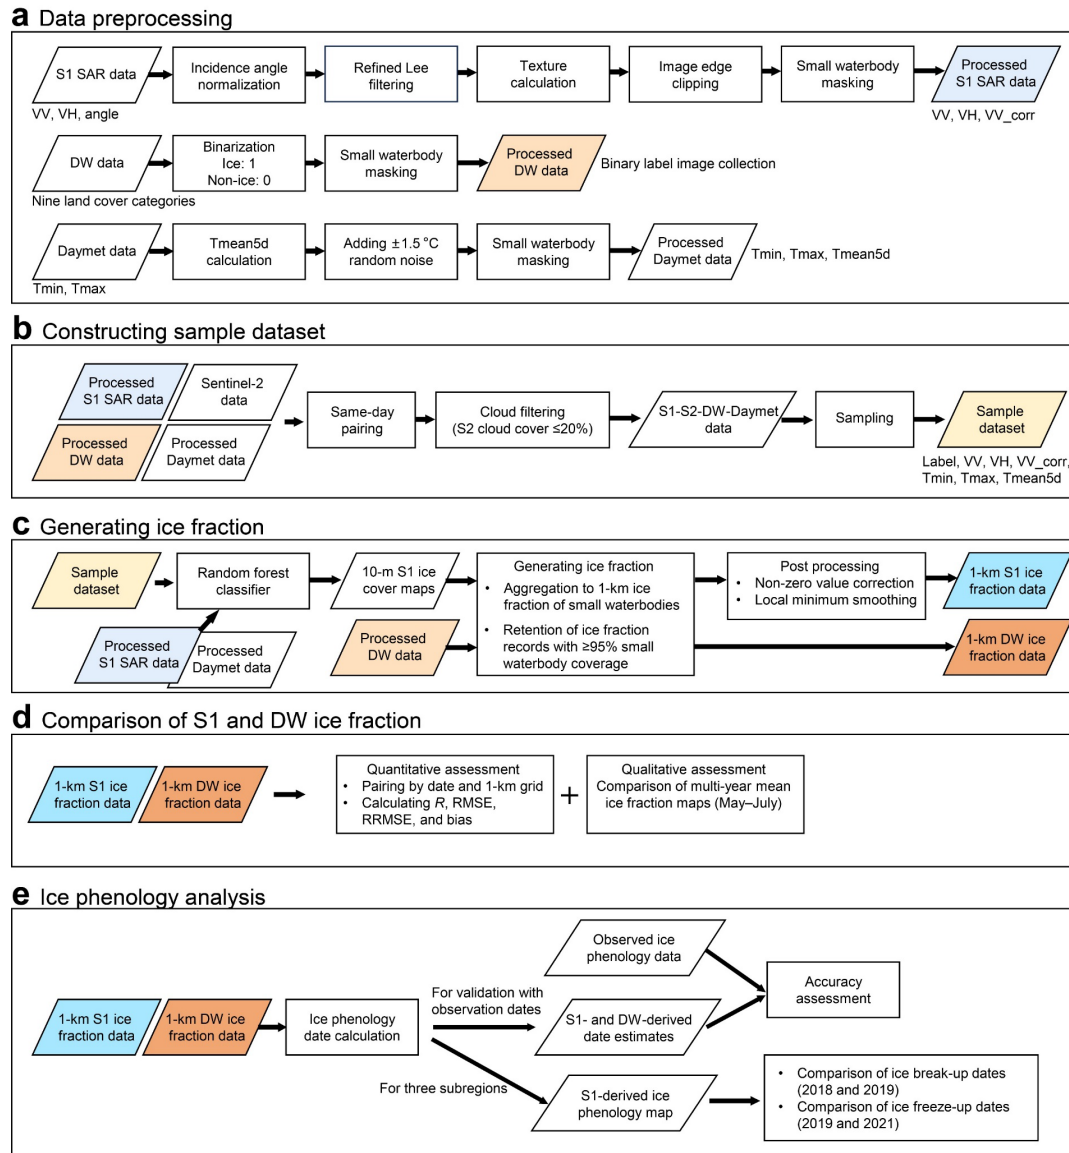 a Data preprocessing
S1 SAR data
VV, VH, angle
Incidence angle
normalization
Refined Lee
filtering
Texture
calculation
Image edge
clipping
Small waterbody
masking
Processed
S1 SAR data
VV, VH, VV_corr
DW data
Nine land cover categories
Binarization
Ice: 1
Non-ice: 0
Small waterbody
masking
Processed
DW data
Binary label image collection
Daymet data
Tmin, Tmax
Tmean5d
calculation
Adding ±1.5 °C
random noise
Small waterbody
masking
Processed
Daymet data
Tmin, Tmax, Tmean5d
b Constructing sample dataset
Processed
S1 SAR data
Sentinel-2
data
Processed
DW data
Processed
Daymet data
Same-day
pairing
Cloud filtering
(S2 cloud cover ≤20%)
S1-S2-DW-Daymet
data
Sampling
Sample
dataset
Label, VV, VH, VV_corr,
Tmin, Tmax, Tmean5d
c Generating ice fraction
Sample
dataset
Processed
S1 SAR data
Processed
Daymet data
Random forest
classifier
10-m S1 ice
cover maps
Processed
DW data
Generating ice fraction
• Aggregation to 1-km ice
fraction of small waterbodies
• Retention of ice fraction
records with ≥95% small
waterbody coverage
Post processing
• Non-zero value correction
• Local minimum smoothing
1-km S1 ice
fraction data
1-km DW ice
fraction data
d Comparison of S1 and DW ice fraction
1-km S1 ice
fraction data
1-km DW ice
fraction data
Quantitative assessment
• Pairing by date and 1-km grid
• Calculating R, RMSE,
RRMSE, and bias
+
Qualitative assessment
Comparison of multi-year mean
ice fraction maps (May–July)
e Ice phenology analysis
1-km S1 ice
fraction data
1-km DW ice
fraction data
Ice phenology
date calculation
For validation with
observation dates
For three subregions
Observed ice
phenology data
S1- and DW-derived
date estimates
S1-derived ice
phenology map
Accuracy
assessment
• Comparison of ice break-up dates
(2018 and 2019)
• Comparison of ice freeze-up dates
(2019 and 2021)